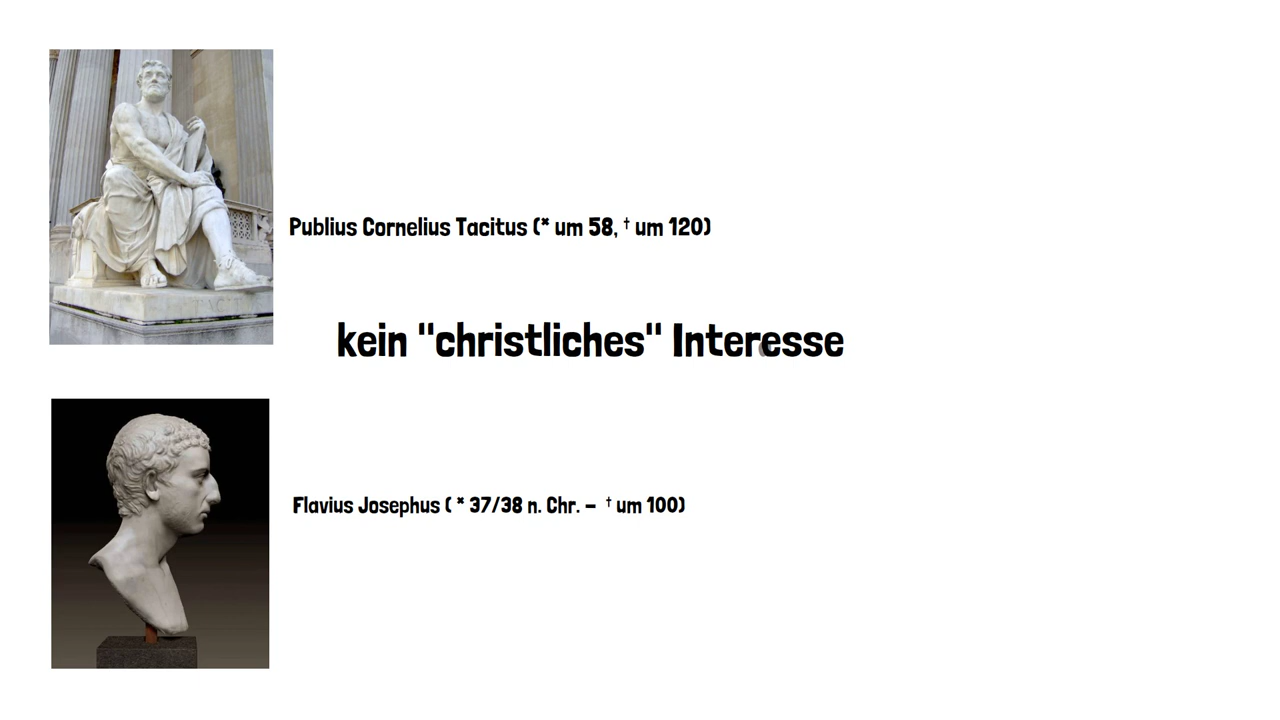 Publius Cornelius Tacitus (* um 58, † um 120)
kein "christliches" Interesse
Flavius Josephus ( * 37/38 n. Chr. – † um 100)